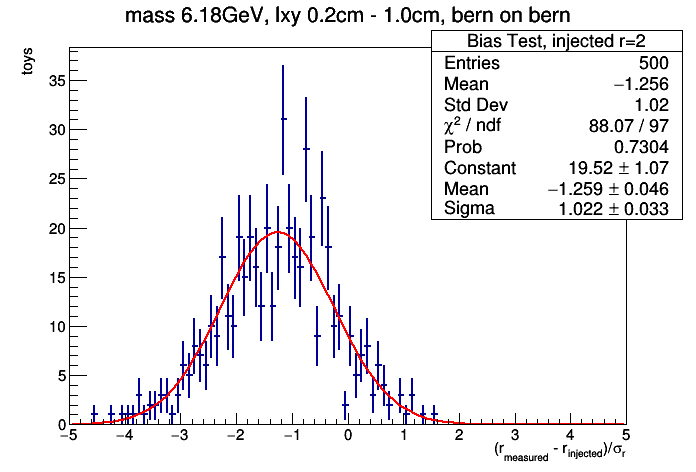 mass 6.18GeV, lxy 0.2cm - 1.0cm, bern on bern
Bias Test, injected r=2
Entries 500
Mean −1.256
Std Dev 1.02
χ² / ndf 88.07 / 97
Prob 0.7304
Constant 19.52 ± 1.07
Mean −1.259 ± 0.046
Sigma 1.022 ± 0.033
toys
35
30
25
20
15
10
5
0
−5 −4 −3 −2 −1 0 1 2 3 4 5
(r_measured - r_injected)/σ_r